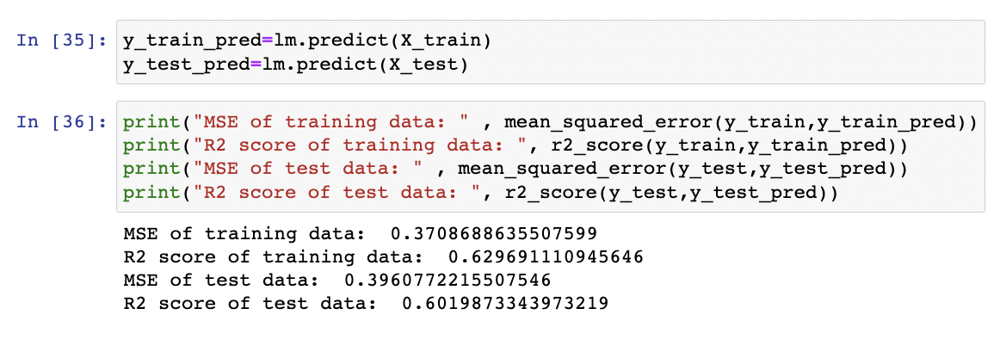 In [35]: y_train_pred=lm.predict(X_train)
y_test_pred=lm.predict(X_test)
In [36]: print("MSE of training data: " , mean_squared_error(y_train,y_train_pred))
print("R2 score of training data: ", r2_score(y_train,y_train_pred))
print("MSE of test data: " , mean_squared_error(y_test,y_test_pred))
print("R2 score of test data: ", r2_score(y_test,y_test_pred))
MSE of training data:  0.3708688635507599
R2 score of training data:  0.629691110945646
MSE of test data:  0.3960772215507546
R2 score of test data:  0.6019873343973219